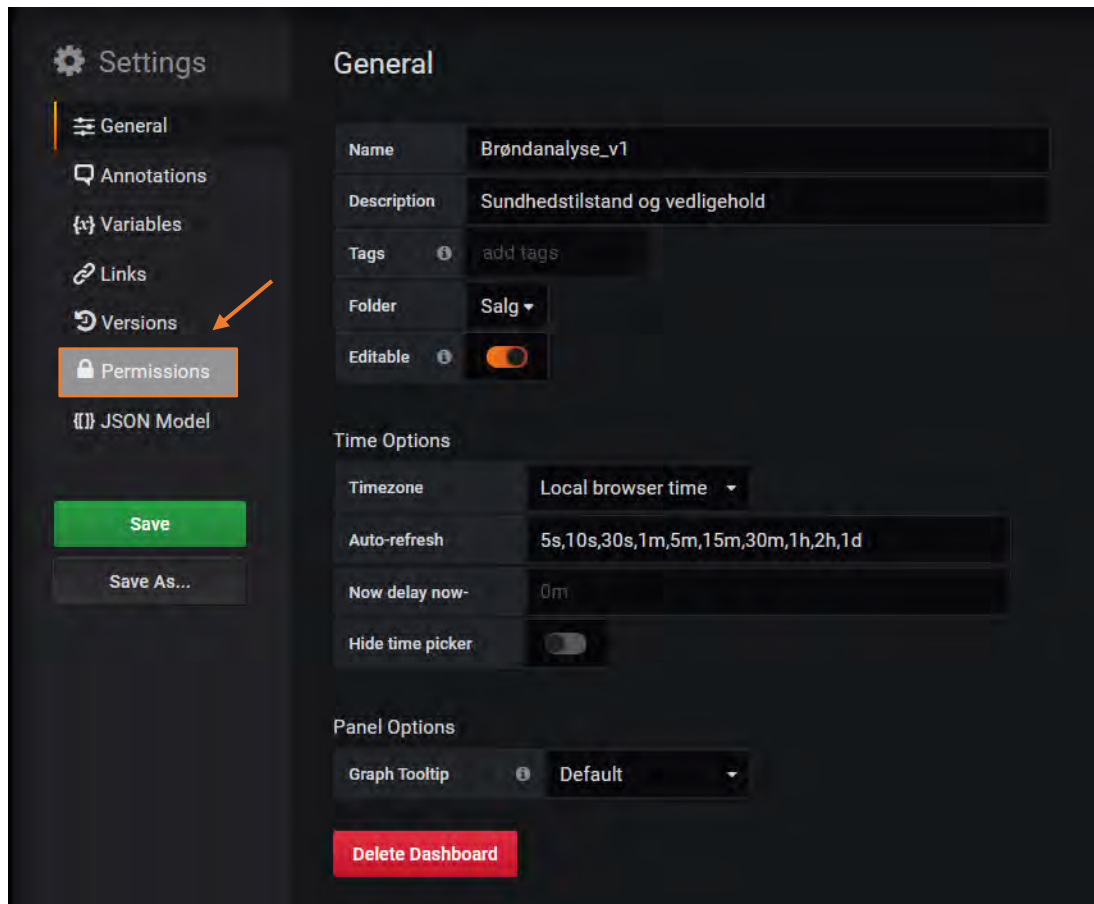 Settings
General
Annotations
{x} Variables
Links
Versions
Permissions
{[]} JSON Model
Save
Save As...
General
Name Brøndanalyse_v1
Description Sundhedstilstand og vedligehold
Tags add tags
Folder Salg
Editable
Time Options
Timezone Local browser time
Auto-refresh 5s,10s,30s,1m,5m,15m,30m,1h,2h,1d
Now delay now- 0m
Hide time picker
Panel Options
Graph Tooltip Default
Delete Dashboard